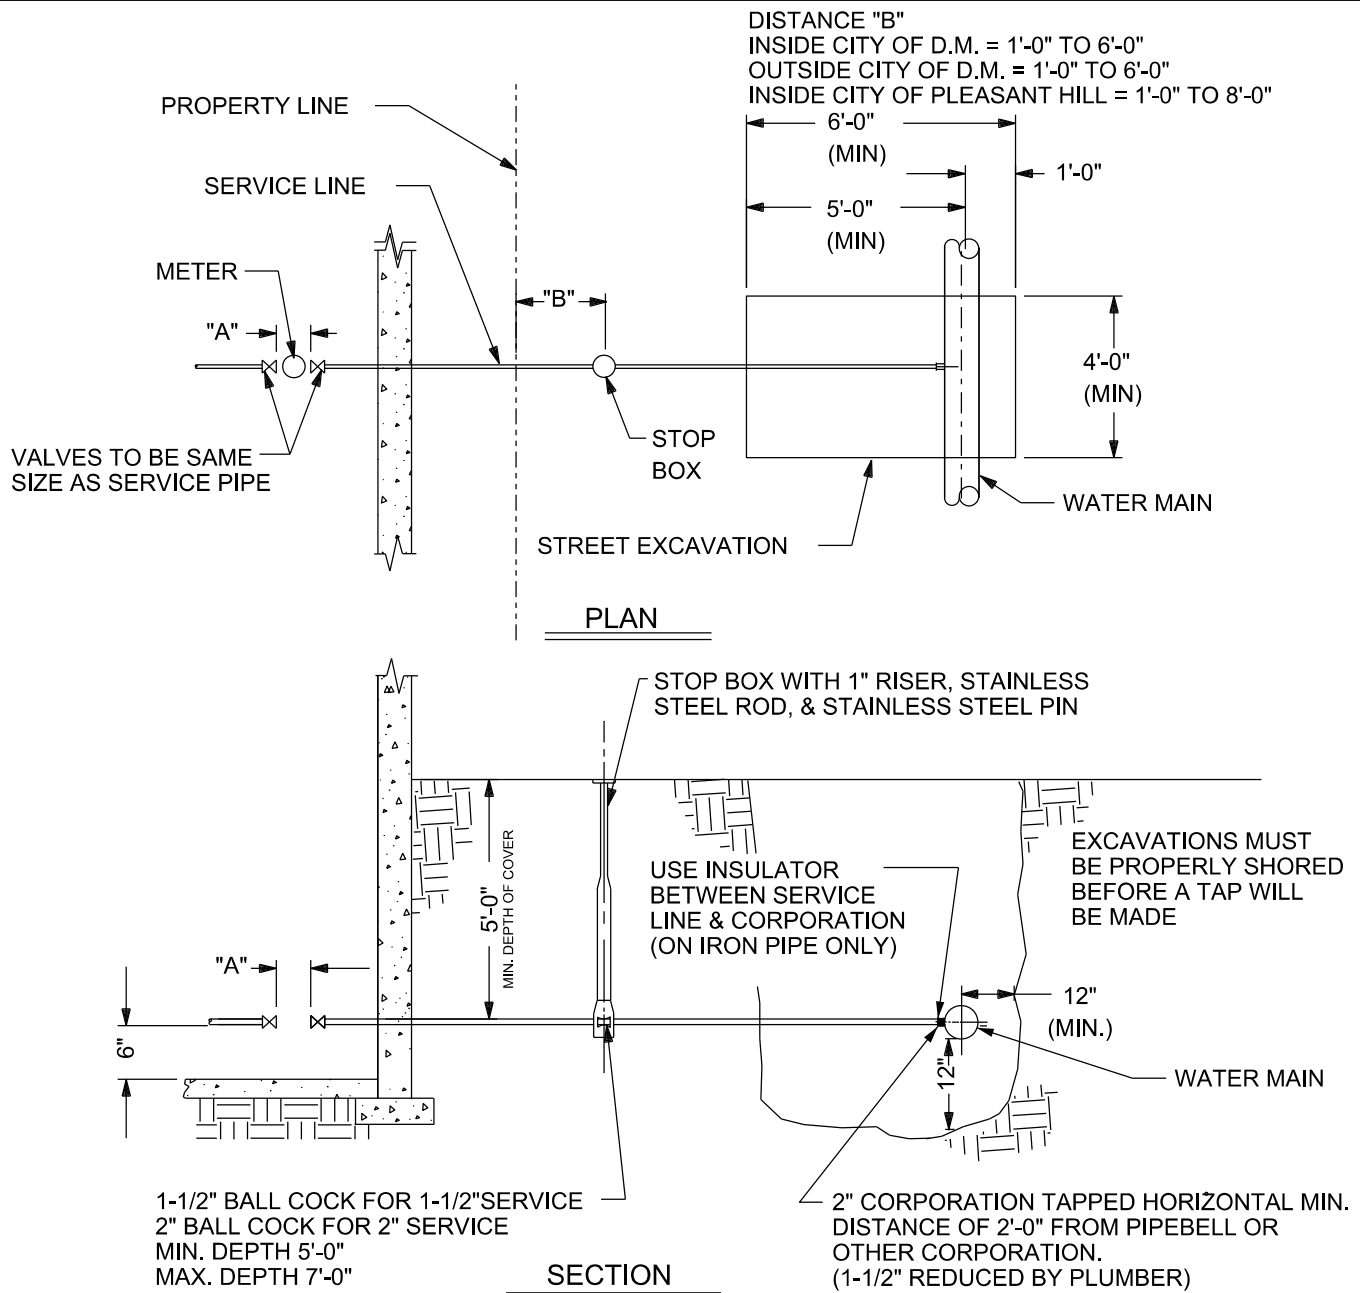 DISTANCE "B"
INSIDE CITY OF D.M. = 1'-0" TO 6'-0"
OUTSIDE CITY OF D.M. = 1'-0" TO 6'-0"
INSIDE CITY OF PLEASANT HILL = 1'-0" TO 8'-0"
6'-0"
(MIN)
1'-0"
5'-0"
(MIN)
PROPERTY LINE
SERVICE LINE
METER
"A"
"B"
4'-0"
(MIN)
STOP
BOX
VALVES TO BE SAME
SIZE AS SERVICE PIPE
WATER MAIN
STREET EXCAVATION
PLAN
STOP BOX WITH 1" RISER, STAINLESS
STEEL ROD, & STAINLESS STEEL PIN
5'-0"
MIN. DEPTH OF COVER
USE INSULATOR
BETWEEN SERVICE
LINE & CORPORATION
(ON IRON PIPE ONLY)
EXCAVATIONS MUST
BE PROPERLY SHORED
BEFORE A TAP WILL
BE MADE
"A"
6"
12"
(MIN.)
12"
WATER MAIN
1-1/2" BALL COCK FOR 1-1/2"SERVICE
2" BALL COCK FOR 2" SERVICE
MIN. DEPTH 5'-0"
MAX. DEPTH 7'-0"
2" CORPORATION TAPPED HORIZONTAL MIN.
DISTANCE OF 2'-0" FROM PIPEBELL OR
OTHER CORPORATION.
(1-1/2" REDUCED BY PLUMBER)
SECTION